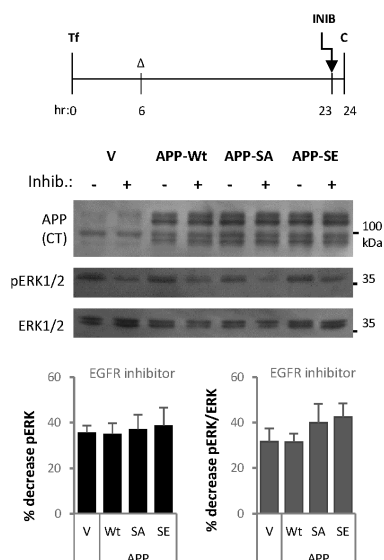 INIB
Tf C
Δ
hr:0 6 23 24
V APP-Wt APP-SA APP-SE
Inhib.: - + - + - + - +
APP
(CT)
100
kDa
pERK1/2
35
ERK1/2
35
EGFR inhibitor
% decrease pERK
60
40
20
0
V Wt SA SE
APP
EGFR inhibitor
% decrease pERK/ERK
60
40
20
0
V Wt SA SE
APP